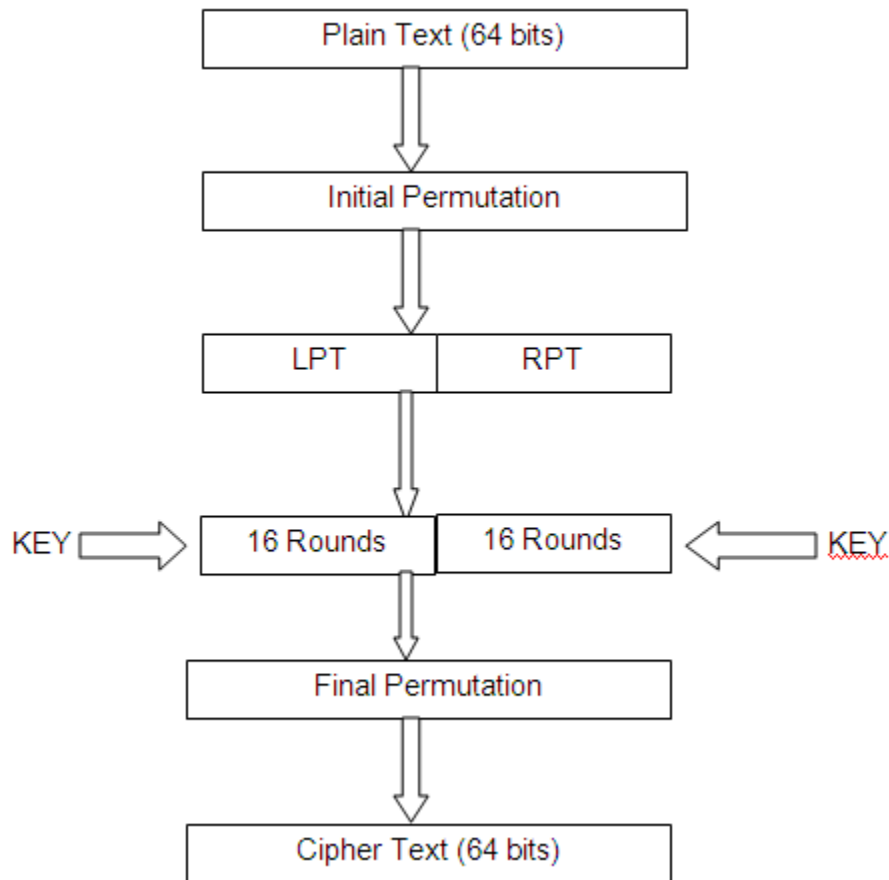 Plain Text (64 bits)
Initial Permutation
LPT RPT
KEY 16 Rounds 16 Rounds KEY
Final Permutation
Cipher Text (64 bits)